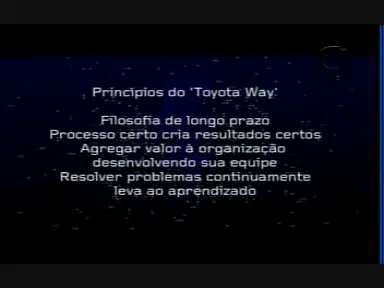 Princípios do 'Toyota Way'
Filosofia de longo prazo
Processo certo cria resultados certos
Agregar valor à organização
desenvolvendo sua equipe
Resolver problemas continuamente
leva ao aprendizado